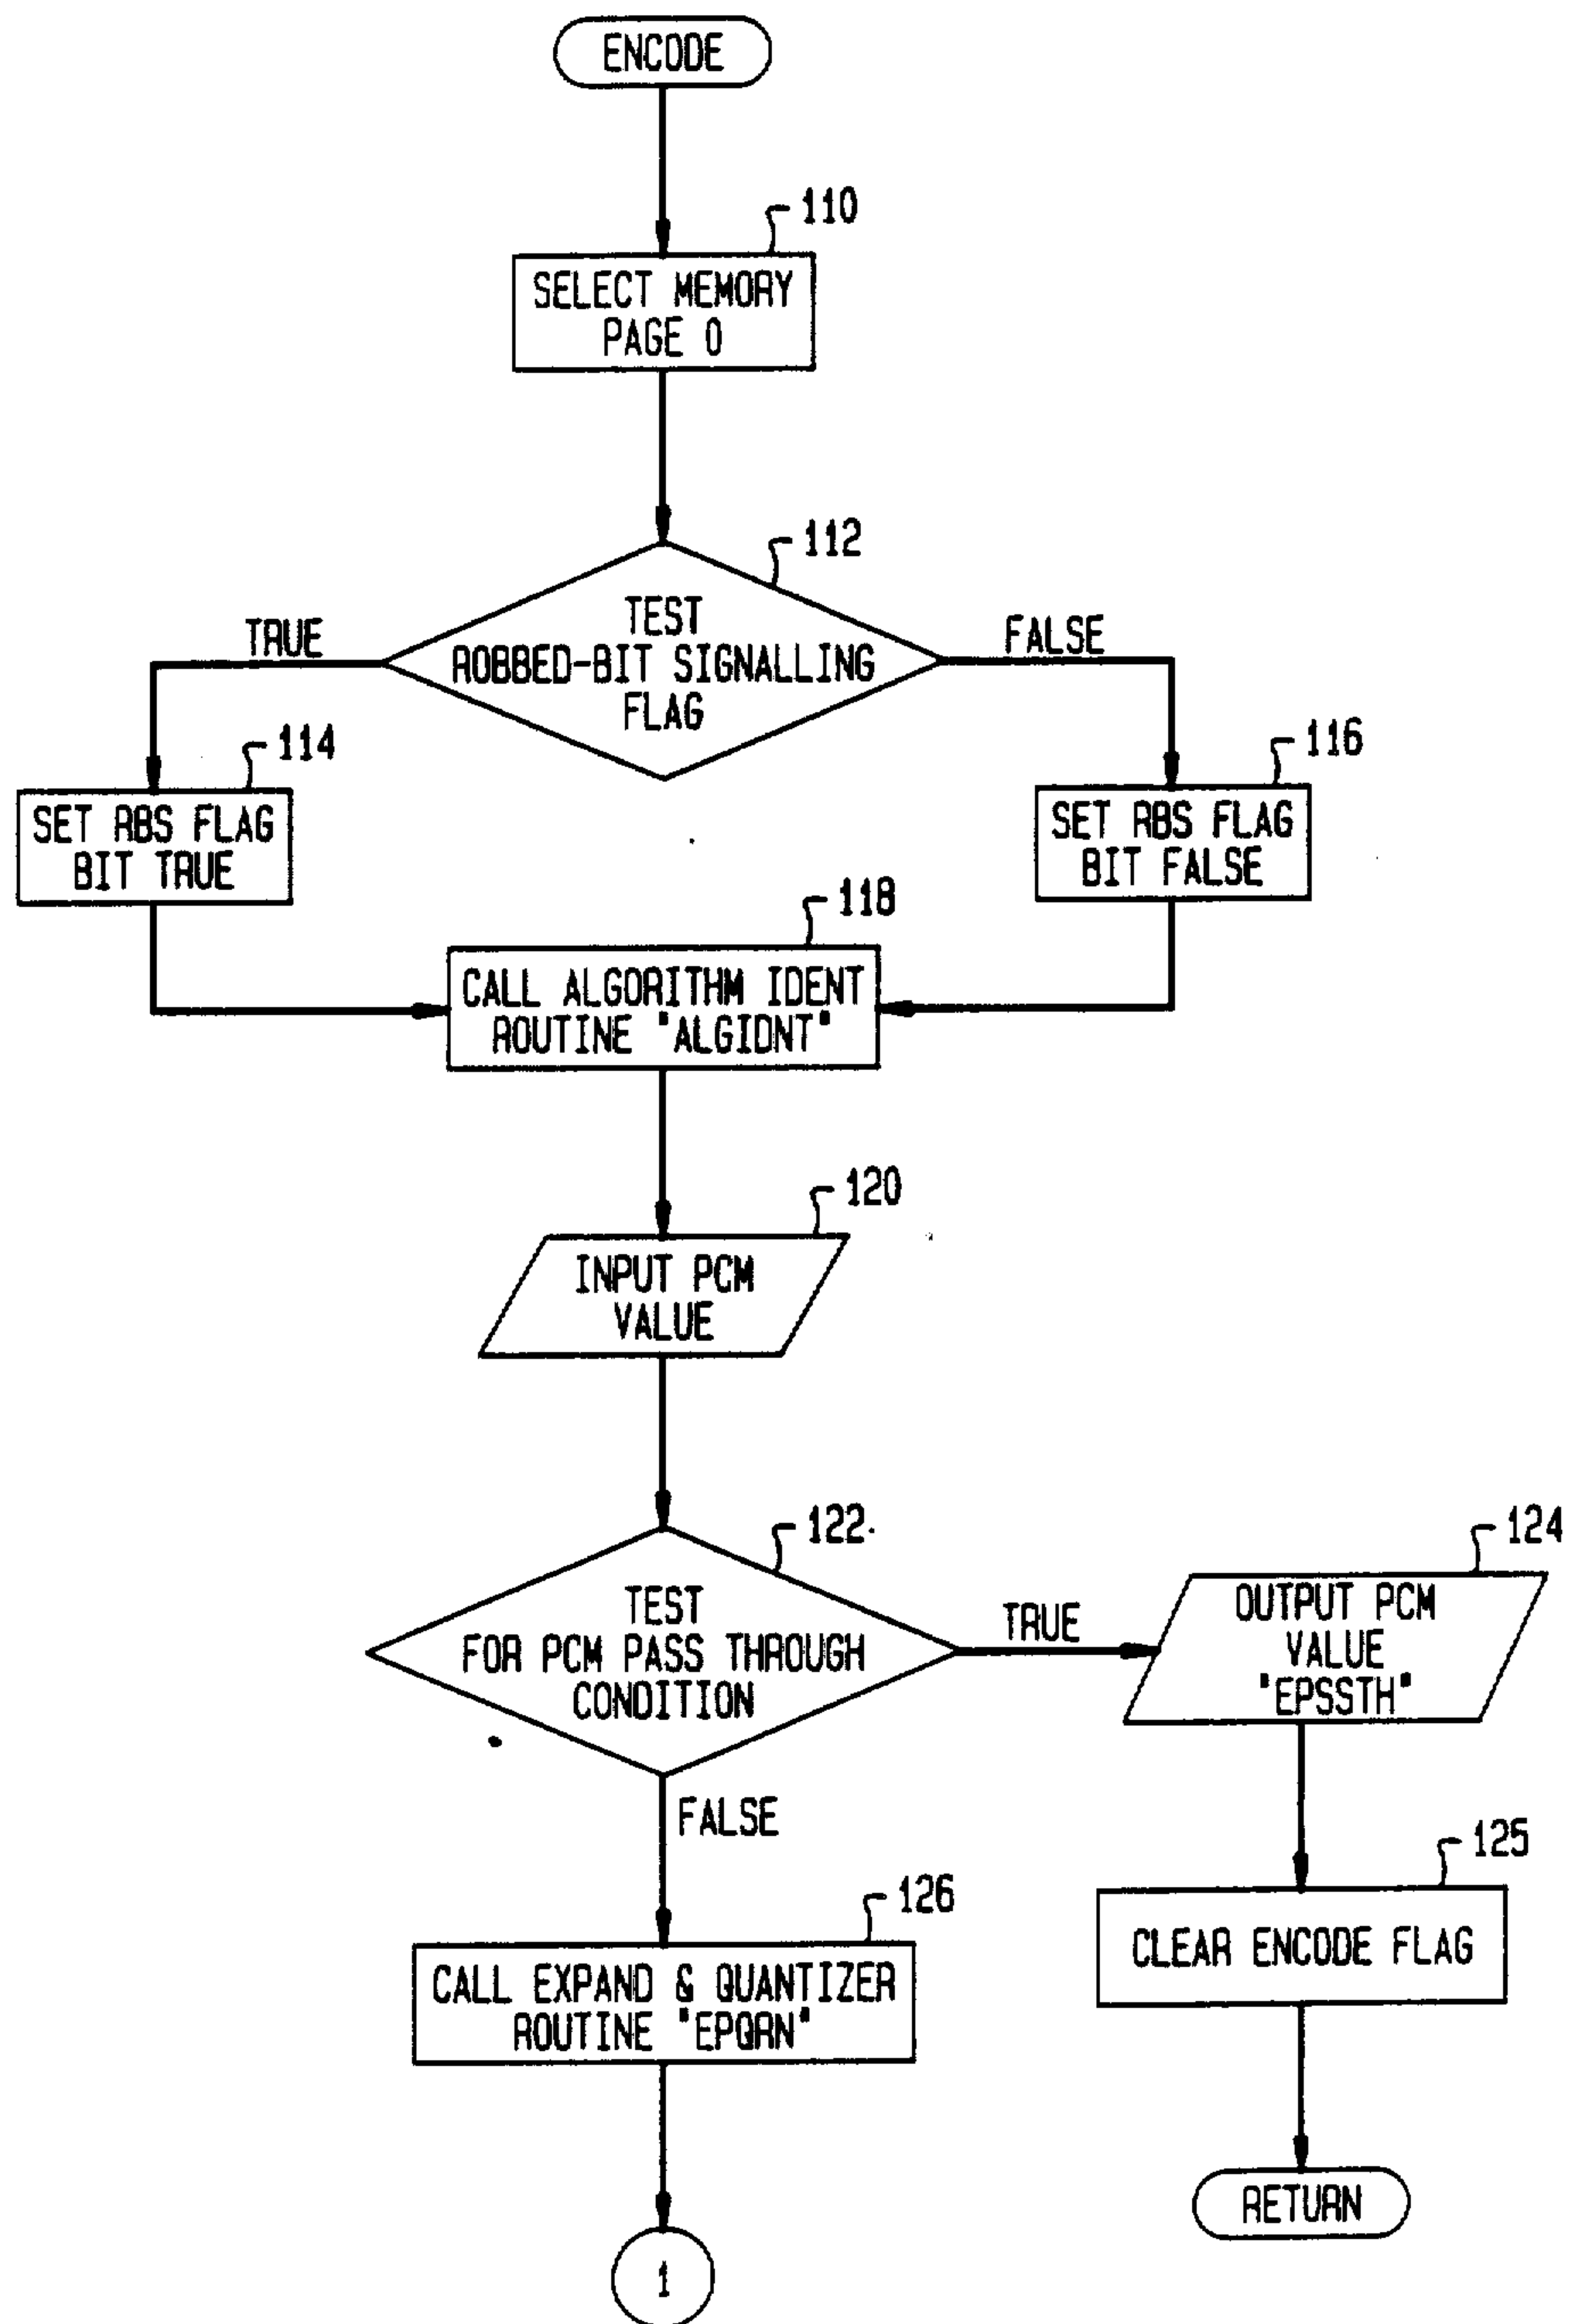 ENCODE
110
SELECT MEMORY
PAGE 0
112
TEST
ROBBED-BIT SIGNALLING
FLAG
TRUE
FALSE
114
SET RBS FLAG
BIT TRUE
116
SET RBS FLAG
BIT FALSE
118
CALL ALGORITHM IDENT
ROUTINE "ALGIDNT"
120
INPUT PCM
VALUE
122
TEST
FOR PCM PASS THROUGH
CONDITION
TRUE
124
OUTPUT PCM
VALUE
"EPSSTH"
FALSE
125
CLEAR ENCODE FLAG
126
CALL EXPAND & QUANTIZER
ROUTINE "EPQRN"
RETURN
1